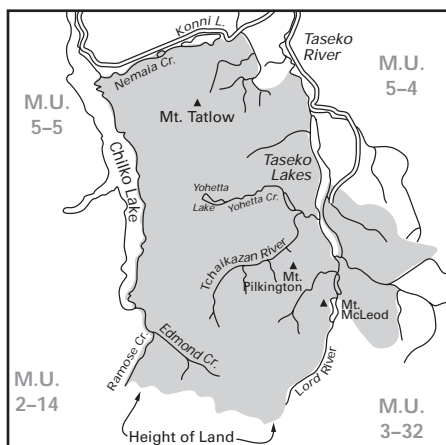 Konni L.
Taseko
River
M.U.
5–4
Nemaia Cr.
M.U.
5–5
Mt. Tatlow
Chilko Lake
Taseko
Lakes
Yohetta
Lake
Yohetta Cr.
Tchaikazan River
Mt.
Pilkington
Mt.
McLeod
Ramose Cr.
Edmond Cr.
Lord River
M.U.
2–14
M.U.
3–32
Height of Land